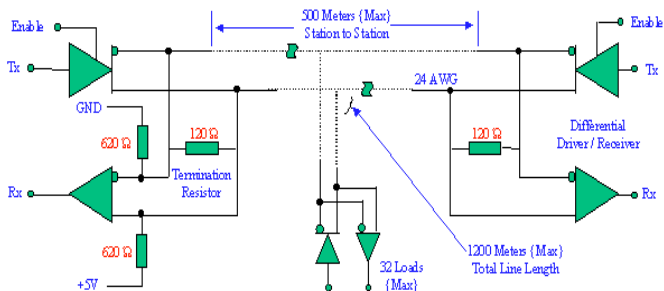 500 Meters {Max}
Station to Station
Enable
Enable
Tx
Tx
24 AWG
GND
620 Ω
120 Ω
120 Ω
Differential
Driver / Receiver
Termination
Resistor
Rx
Rx
620 Ω
+5V
32 Loads
{Max}
1200 Meters {Max}
Total Line Length